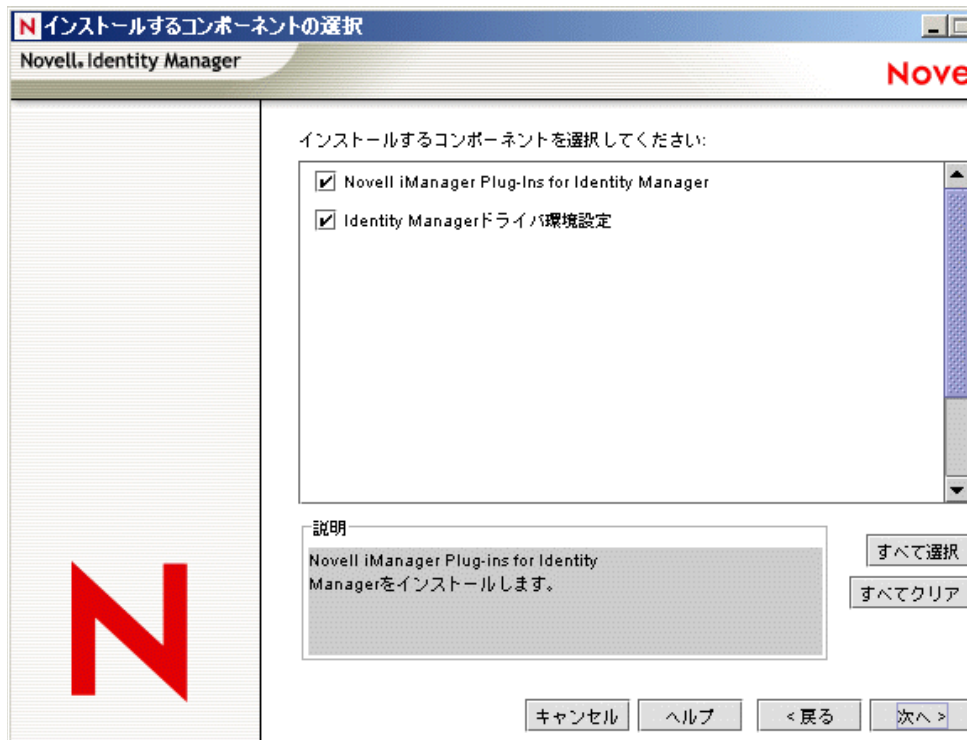 インストールするコンポーネントの選択
Novell. Identity Manager
Nove
インストールするコンポーネントを選択してください:
Novell iManager Plug-Ins for Identity Manager
Identity Managerドライバ環境設定
説明
Novell iManager Plug-ins for Identity
Managerをインストールします。
すべて選択
すべてクリア
キャンセル
ヘルプ
<戻る
次へ>